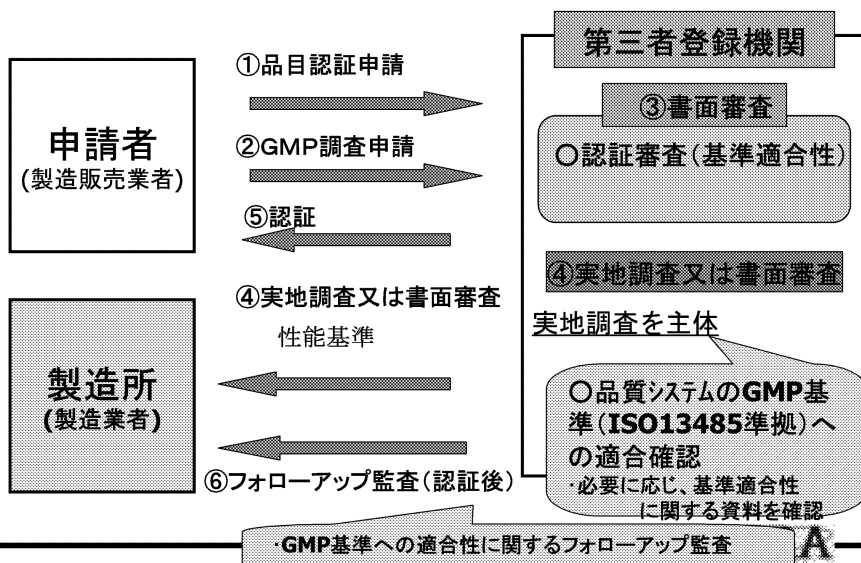 第三者登録機関
①品目認証申請
③書面審査
申請者
(製造販売業者)
②GMP調査申請
〇認証審査(基準適合性)
⑤認証
④実地調査又は書面審査
④実地調査又は書面審査
性能基準
実地調査を主体
製造所
(製造業者)
〇品質システムのGMP基
準(ISO13485準拠)へ
の適合確認
・必要に応じ、基準適合性
に関する資料を確認
⑥フォローアップ監査(認証後)
・GMP基準への適合性に関するフォローアップ監査
A